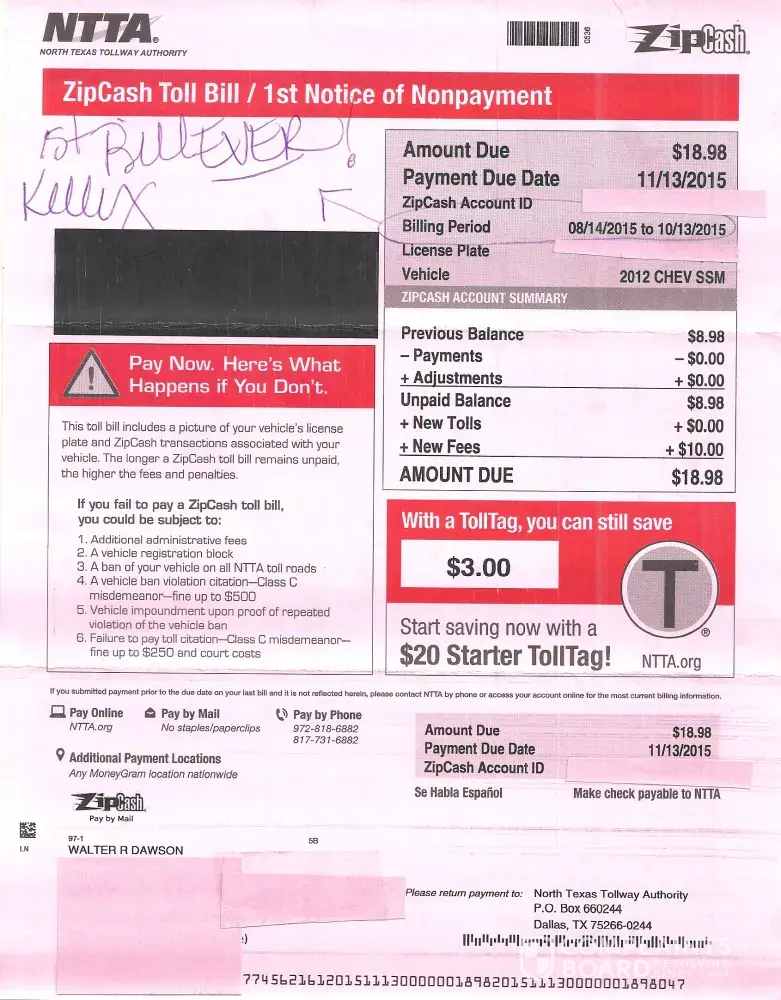 NTTA®
NORTH TEXAS TOLLWAY AUTHORITY
0536
ZipCash®
ZipCash Toll Bill / 1st Notice of Nonpayment
1st Bill EVER!
Amount Due $18.98
Payment Due Date 11/13/2015
ZipCash Account ID
Billing Period 08/14/2015 to 10/13/2015
License Plate
Vehicle 2012 CHEV SSM
ZIPCASH ACCOUNT SUMMARY
Previous Balance $8.98
– Payments – $0.00
+ Adjustments + $0.00
Unpaid Balance $8.98
+ New Tolls + $0.00
+ New Fees + $10.00
AMOUNT DUE $18.98
Pay Now. Here's What
Happens if You Don't.
This toll bill includes a picture of your vehicle's license
plate and ZipCash transactions associated with your
vehicle. The longer a ZipCash toll bill remains unpaid,
the higher the fees and penalties.
If you fail to pay a ZipCash toll bill,
you could be subject to:
1. Additional administrative fees
2. A vehicle registration block
3. A ban of your vehicle on all NTTA toll roads
4. A vehicle ban violation citation—Class C
misdemeanor—fine up to $500
5. Vehicle impoundment upon proof of repeated
violation of the vehicle ban
6. Failure to pay toll citation—Class C misdemeanor—
fine up to $250 and court costs
With a TollTag, you can still save
$3.00
T®
Start saving now with a
$20 Starter TollTag!
NTTA.org
If you submitted payment prior to the due date on your last bill and it is not reflected herein, please contact NTTA by phone or access your account online for the most current billing information.
Pay Online
NTTA.org
Pay by Mail
No staples/paperclips
Pay by Phone
972-818-6882
817-731-6882
Additional Payment Locations
Any MoneyGram location nationwide
Amount Due $18.98
Payment Due Date 11/13/2015
ZipCash Account ID
Se Habla Español
Make check payable to NTTA
ZipCash
Pay by Mail
LN
97-1
5B
WALTER R DAWSON
Please return payment to: North Texas Tollway Authority
P.O. Box 660244
Dallas, TX 75266-0244
BOARD
RESOLVING
SINCE 2004
7745621612015111300000001898201511130000001898047